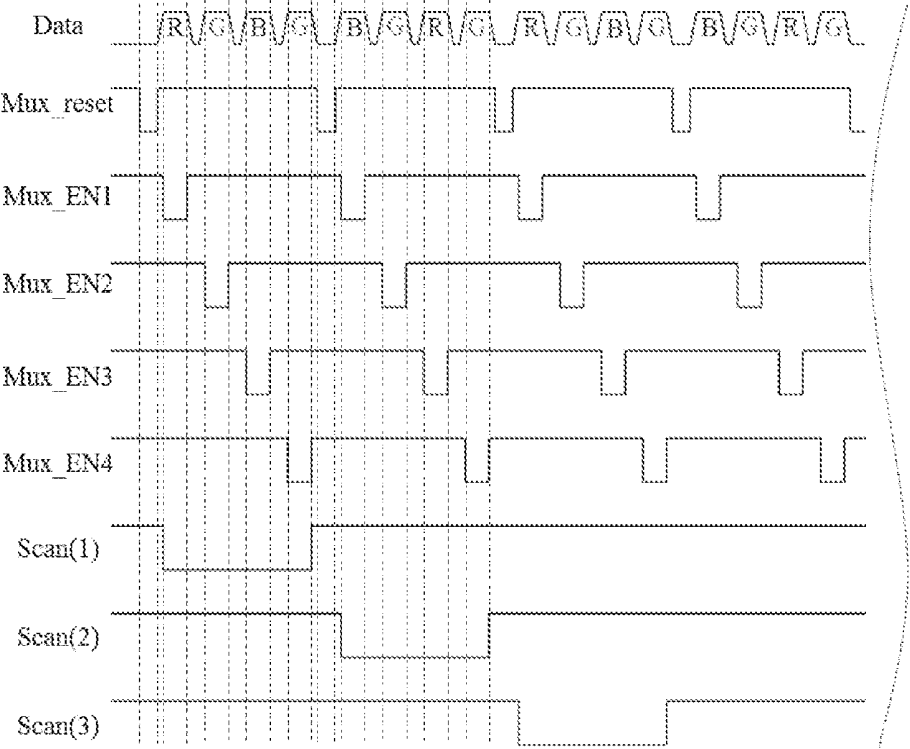 Data R G B G B G R G R G B G B G R G
Mux_reset
Mux_EN1
Mux_EN2
Mux_EN3
Mux_EN4
Scan(1)
Scan(2)
Scan(3)